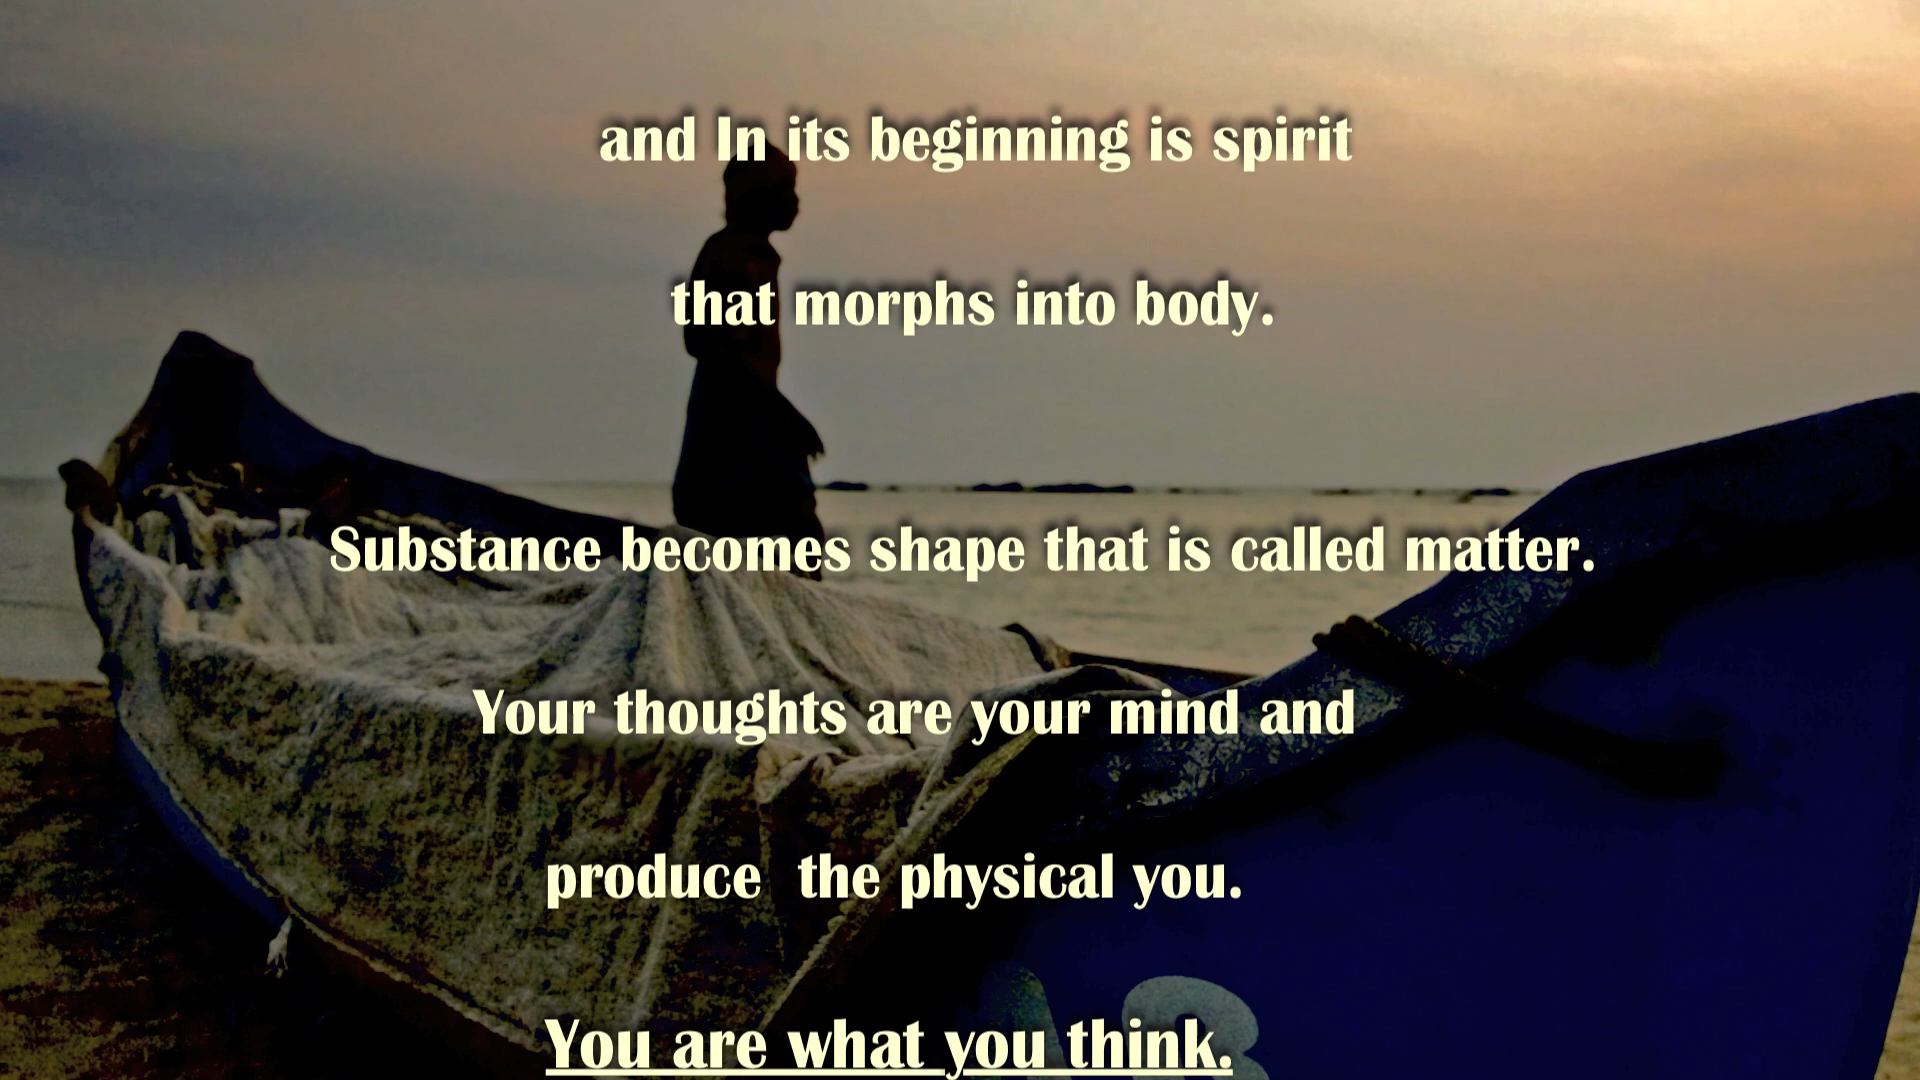 and In its beginning is spirit
that morphs into body.
Substance becomes shape that is called matter.
Your thoughts are your mind and
produce  the physical you.
You are what you think.